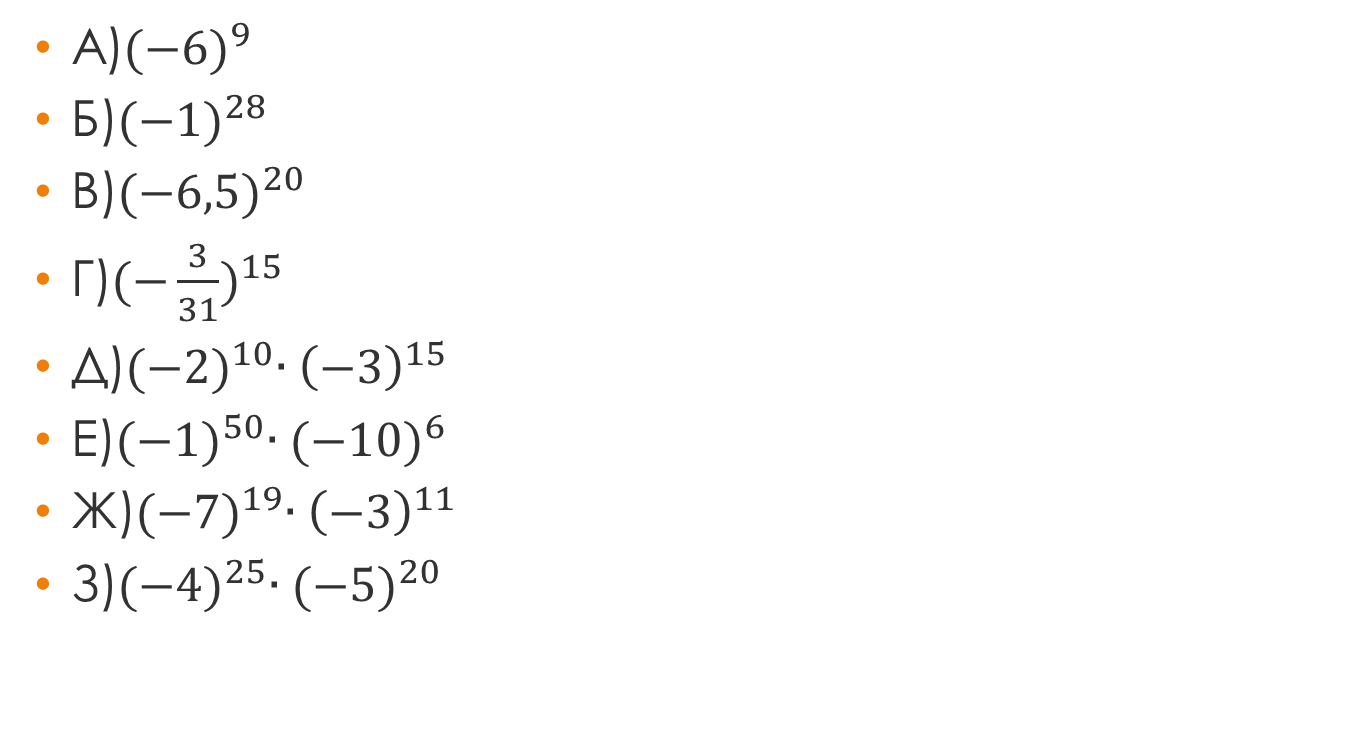 • А)(−6)⁹
• Б)(−1)²⁸
• В)(−6,5)²⁰
• Г)(−3/31)¹⁵
• Д)(−2)¹⁰· (−3)¹⁵
• Е)(−1)⁵⁰· (−10)⁶
• Ж)(−7)¹⁹· (−3)¹¹
• З)(−4)²⁵· (−5)²⁰